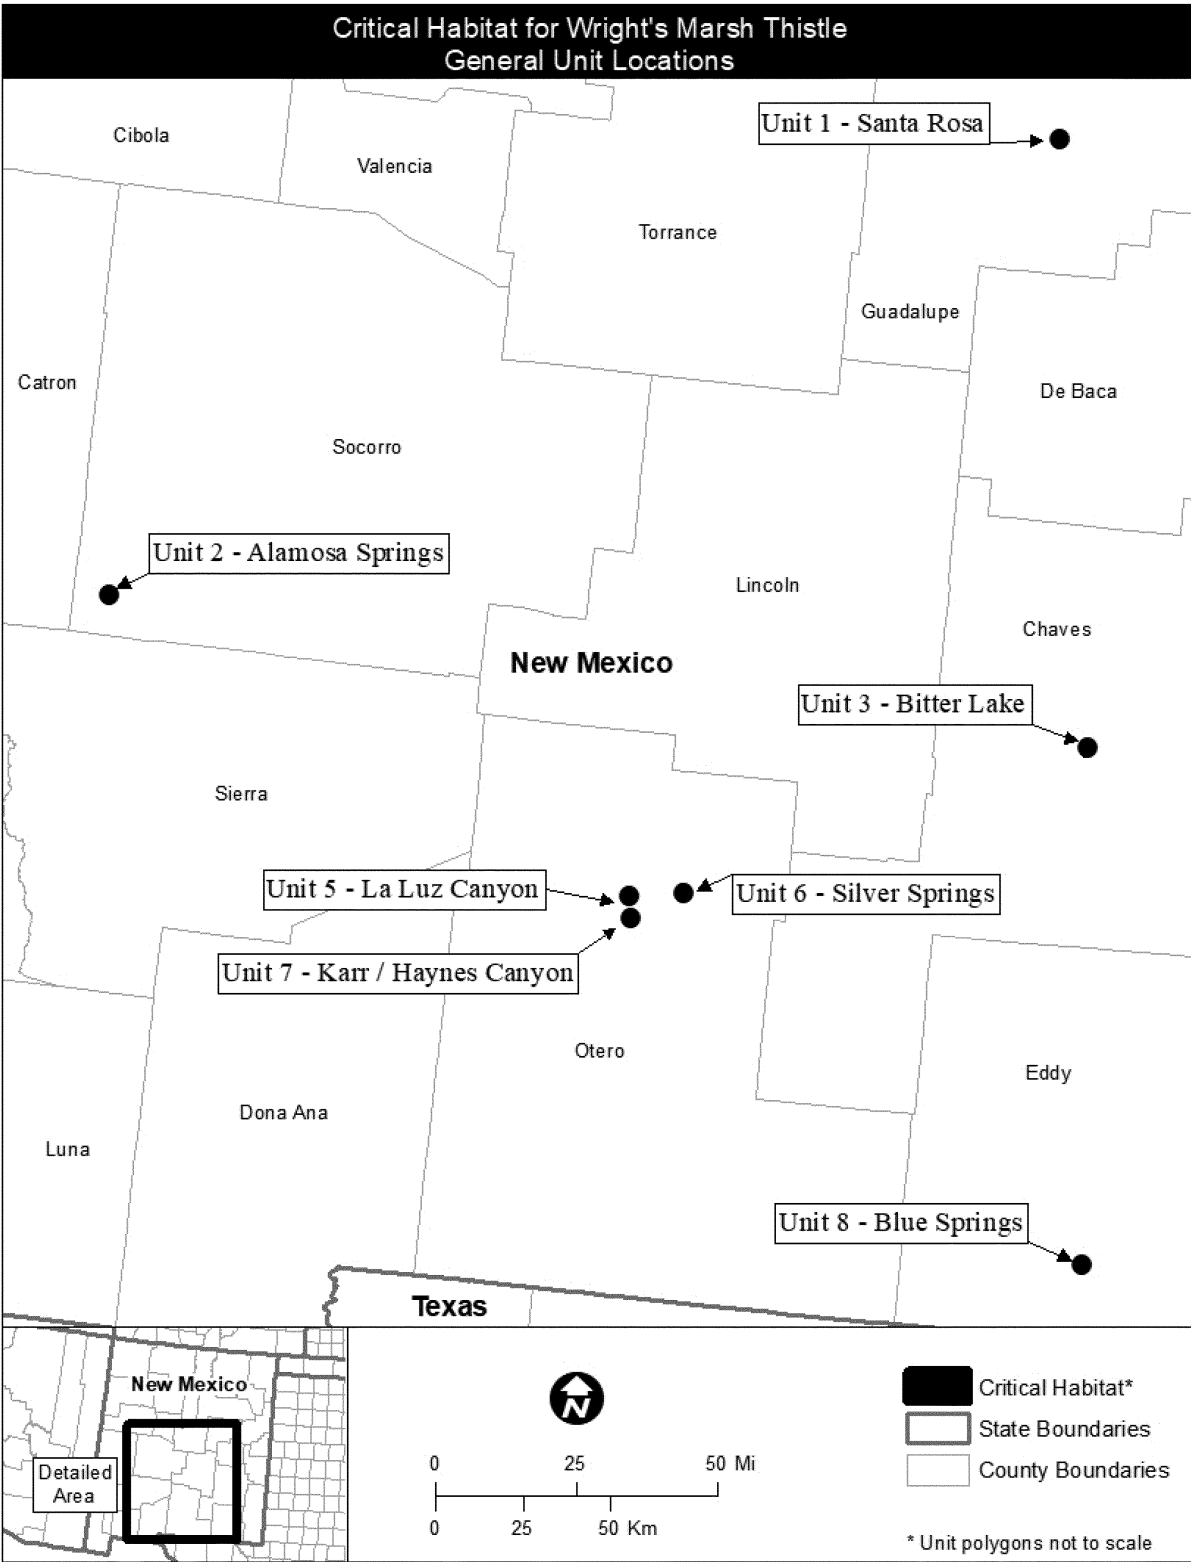 Critical Habitat for Wright's Marsh Thistle
General Unit Locations
Unit 1 - Santa Rosa
Cibola
Valencia
Torrance
Guadalupe
Catron
De Baca
Socorro
Unit 2 - Alamosa Springs
Lincoln
Chaves
New Mexico
Unit 3 - Bitter Lake
Sierra
Unit 5 - La Luz Canyon
Unit 6 - Silver Springs
Unit 7 - Karr / Haynes Canyon
Otero
Eddy
Dona Ana
Luna
Unit 8 - Blue Springs
Texas
New Mexico
Detailed
Area
N
0 25 50 Mi
0 25 50 Km
Critical Habitat*
State Boundaries
County Boundaries
* Unit polygons not to scale